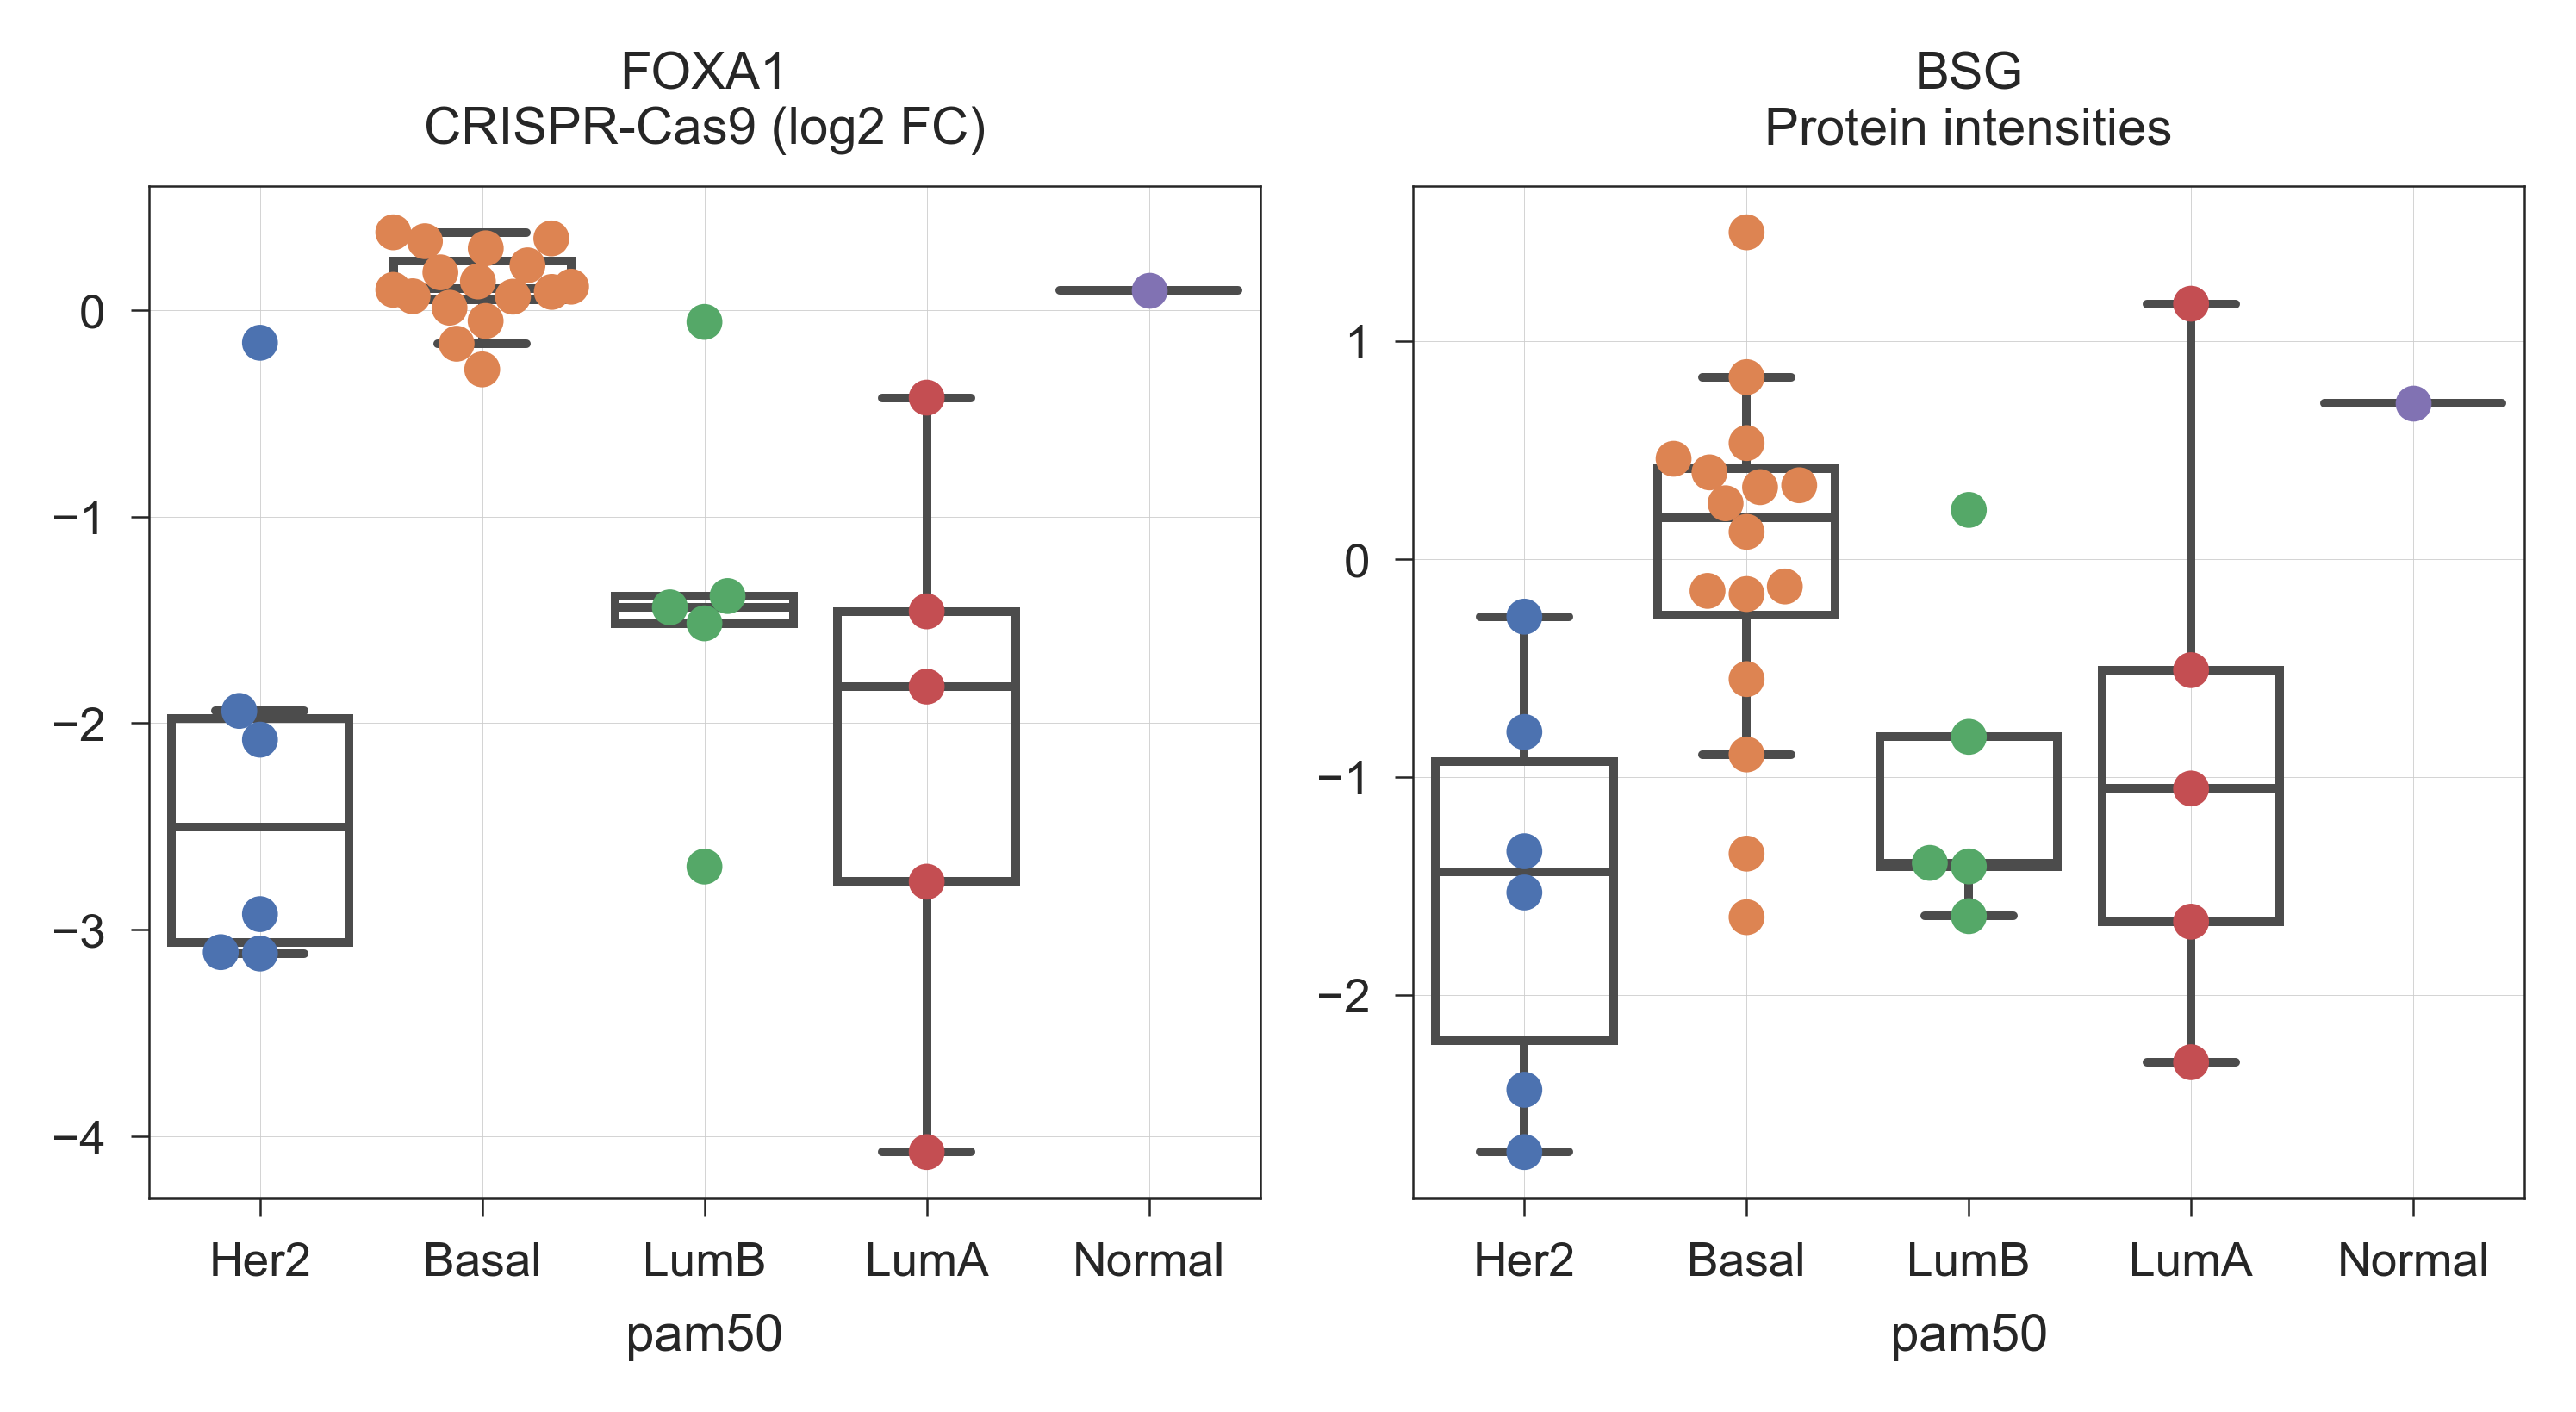 FOXA1
CRISPR-Cas9 (log2 FC)
0
−1
−2
−3
−4
Her2 Basal LumB LumA Normal
pam50
BSG
Protein intensities
1
0
−1
−2
Her2 Basal LumB LumA Normal
pam50